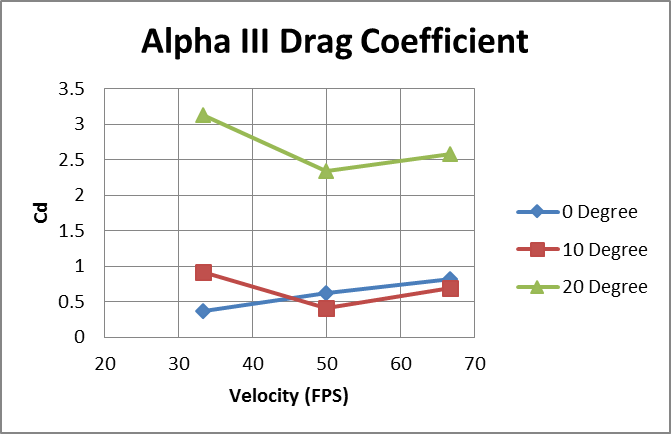 Alpha III Drag Coefficient
3.5
3
2.5
2
1.5
1
0.5
0
Cd
20 30 40 50 60 70
Velocity (FPS)
0 Degree
10 Degree
20 Degree